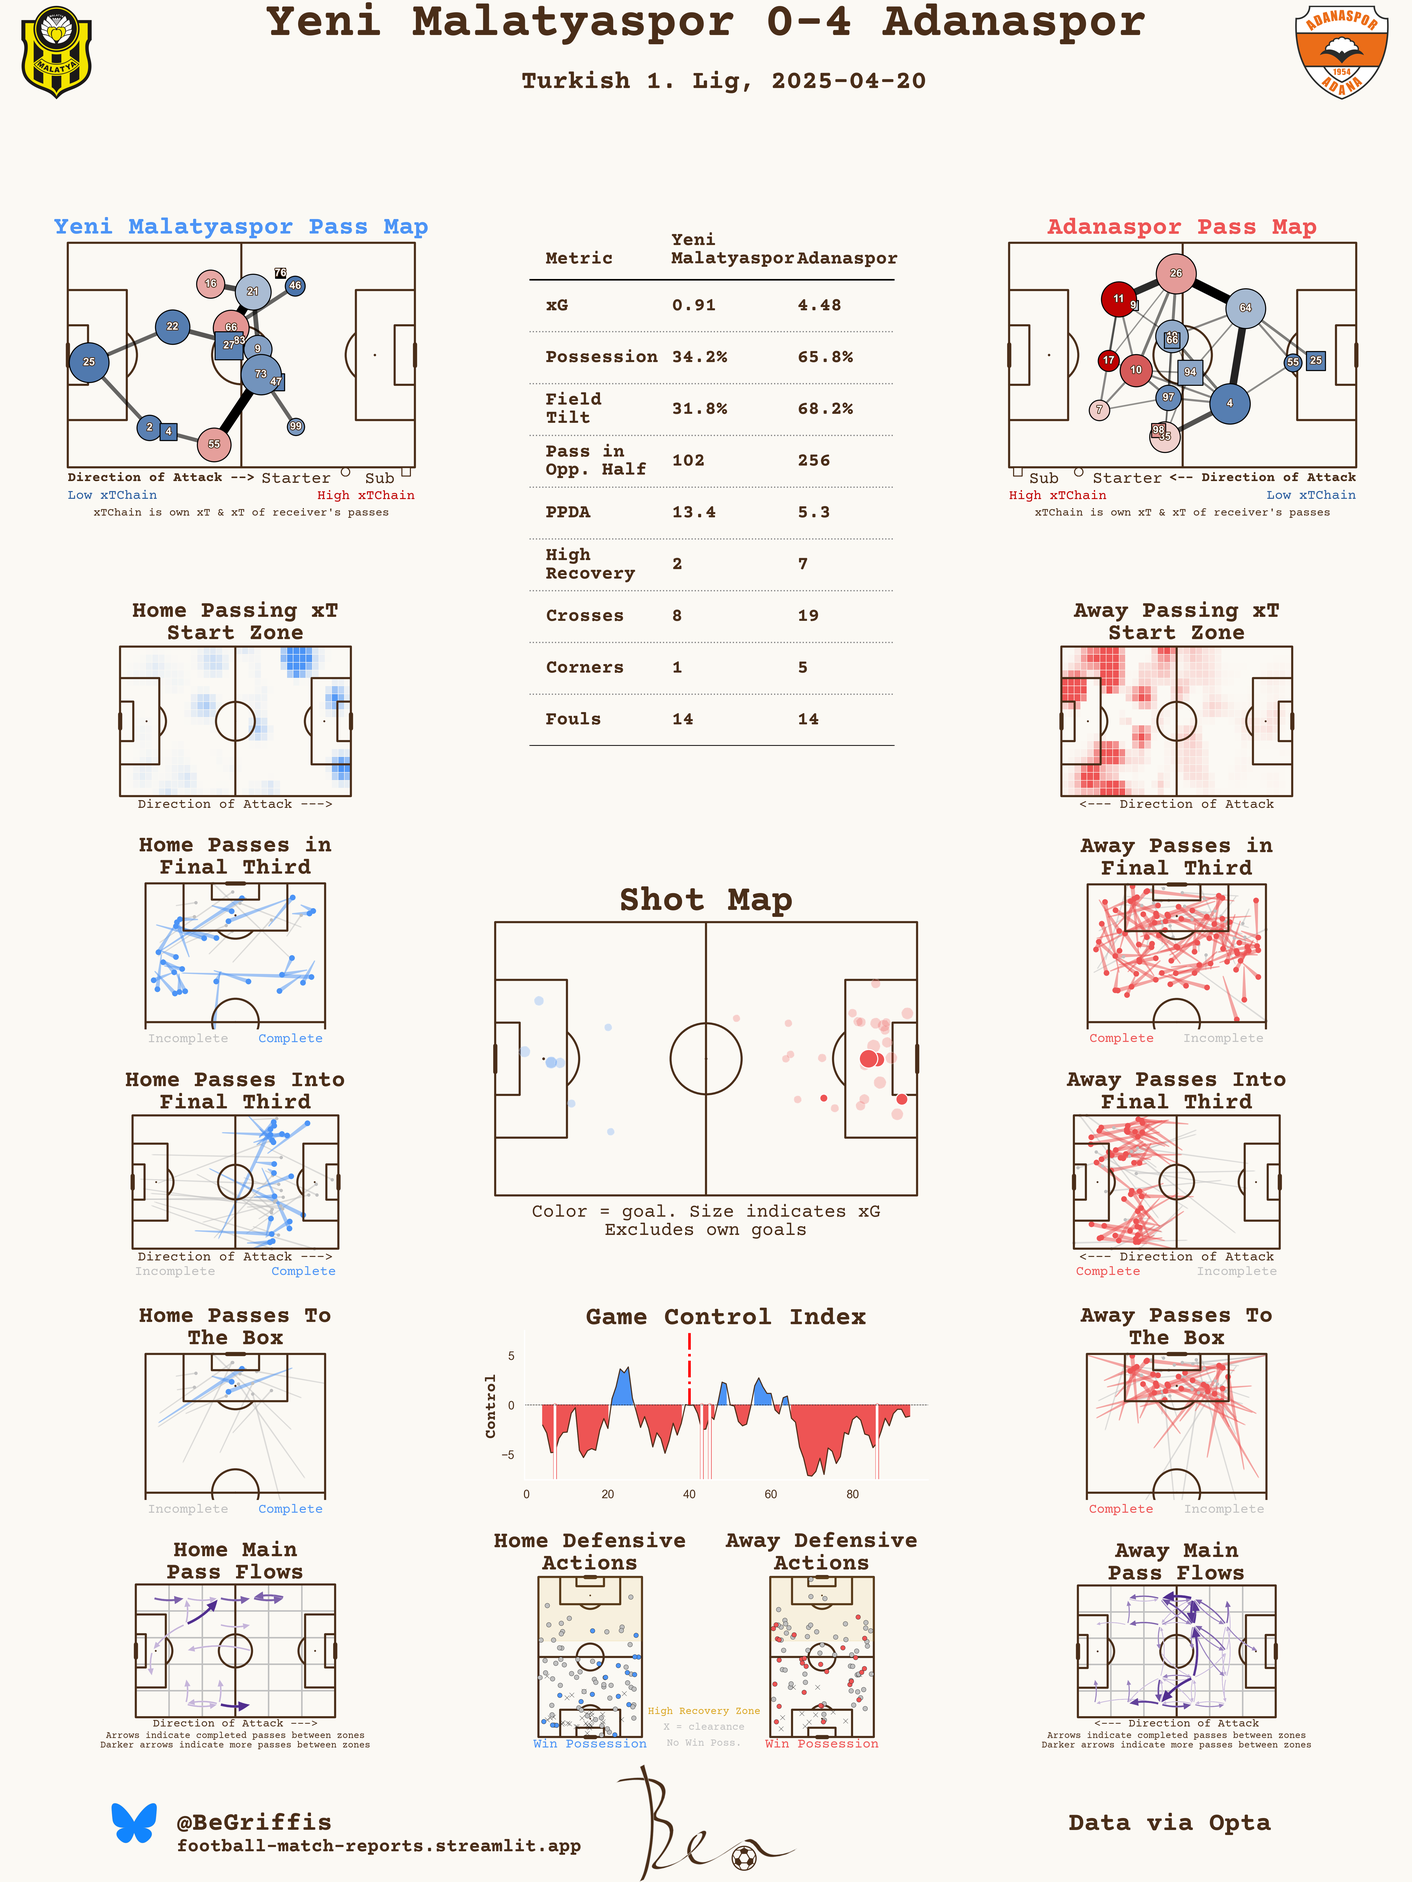 Yeni Malatyaspor 0-4 Adanaspor
Turkish 1. Lig, 2025-04-20
MALATYA
ADANASPOR
1954
ADANA
Yeni Malatyaspor Pass Map
16
76
46
21
22
66
83
27
9
25
73
47
2
4
55
99
Direction of Attack --> Starter Sub
Low xTChain High xTChain
xTChain is own xT & xT of receiver's passes
Metric Yeni Malatyaspor Adanaspor
xG 0.91 4.48
Possession 34.2% 65.8%
Field Tilt 31.8% 68.2%
Pass in Opp. Half 102 256
PPDA 13.4 5.3
High Recovery 2 7
Crosses 8 19
Corners 1 5
Fouls 14 14
Adanaspor Pass Map
26
11
9
64
66
17
10
94
55
25
7
97
4
98
35
Sub Starter <-- Direction of Attack
High xTChain Low xTChain
xTChain is own xT & xT of receiver's passes
Home Passing xT
Start Zone
Direction of Attack --->
Away Passing xT
Start Zone
<--- Direction of Attack
Home Passes in
Final Third
Incomplete Complete
Away Passes in
Final Third
Complete Incomplete
Shot Map
Color = goal. Size indicates xG
Excludes own goals
Home Passes Into
Final Third
Direction of Attack --->
Incomplete Complete
Away Passes Into
Final Third
<--- Direction of Attack
Complete Incomplete
Home Passes To
The Box
Incomplete Complete
Game Control Index
Control
5
0
−5
0 20 40 60 80
Away Passes To
The Box
Complete Incomplete
Home Main
Pass Flows
Direction of Attack --->
Arrows indicate completed passes between zones
Darker arrows indicate more passes between zones
Home Defensive
Actions
Win Possession
Away Defensive
Actions
Win Possession
High Recovery Zone
X = clearance
No Win Poss.
Away Main
Pass Flows
<--- Direction of Attack
Arrows indicate completed passes between zones
Darker arrows indicate more passes between zones
@BeGriffis
football-match-reports.streamlit.app
Ben
Data via Opta